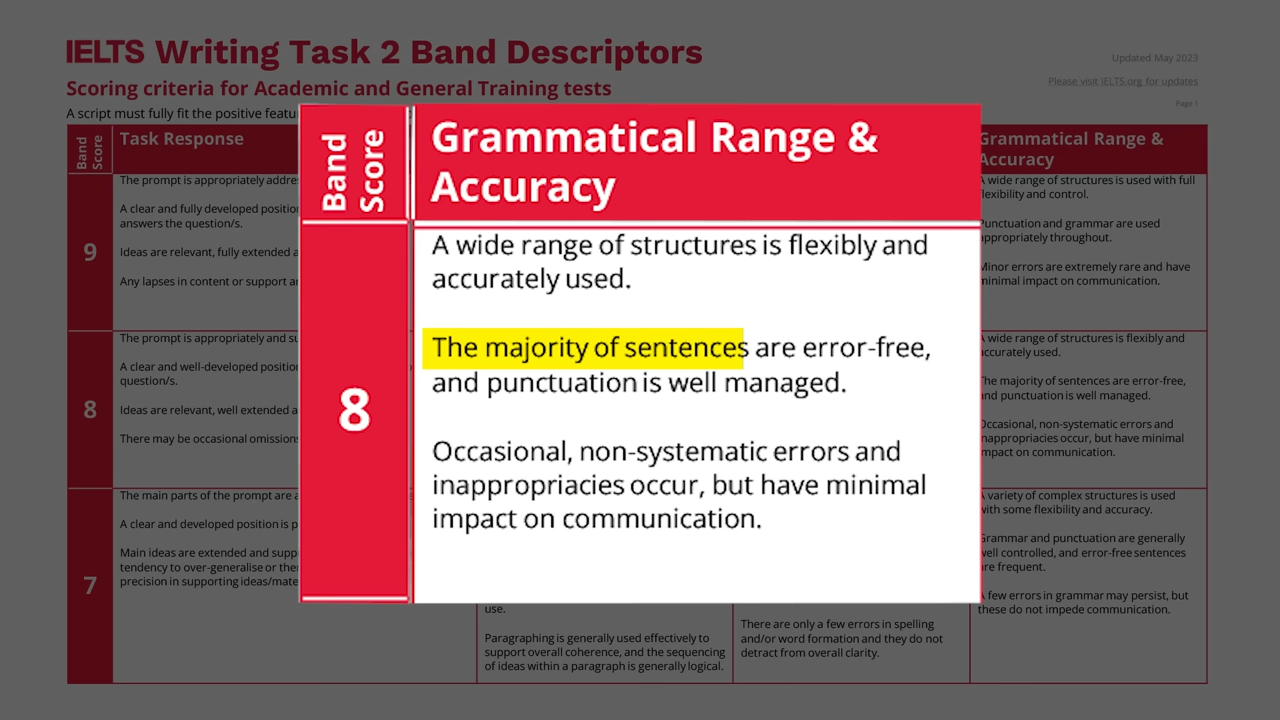 IELTS Writing Task 2 Band Descriptors
Updated May 2023
Please visit IELTS.org for updates
Page 1
Scoring criteria for Academic and General Training tests
A script must fully fit the positive
Band
Score
Task Response
The prompt is appropriately
A clear and fully developed
answers the question/s.
Ideas are relevant, fully extended
Any lapses in content or support
9
The prompt is appropriately and
A clear and well-developed
question/s.
Ideas are relevant, well extended
There may be occasional omissions
8
The main parts of the prompt are
A clear and developed position is
Main ideas are extended and
tendency to over-generalise or
precision in supporting
7
Band
Score
Grammatical Range &
Accuracy
8
A wide range of structures is flexibly and
accurately used.
The majority of sentences are error-free,
and punctuation is well managed.
Occasional, non-systematic errors and
inappropriacies occur, but have minimal
impact on communication.
use.
Paragraphing is generally used effectively to
support overall coherence, and the sequencing
of ideas within a paragraph is generally logical.
There are only a few errors in spelling
and/or word formation and they do not
detract from overall clarity.
Grammatical Range &
Accuracy
A wide range of structures is used with full
flexibility and control.
Punctuation and grammar are used
appropriately throughout.
Minor errors are extremely rare and have
minimal impact on communication.
A wide range of structures is flexibly and
accurately used.
The majority of sentences are error-free,
and punctuation is well managed.
Occasional, non-systematic errors and
inappropriacies occur, but have minimal
impact on communication.
A variety of complex structures is used
with some flexibility and accuracy.
Grammar and punctuation are generally
well controlled, and error-free sentences
are frequent.
A few errors in grammar may persist, but
these do not impede communication.